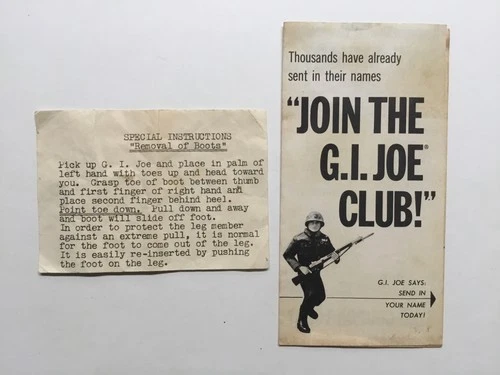 SPECIAL INSTRUCTIONS
"Removal of Boots"
Pick up G. I. Joe and place in palm of
left hand with toes up and head toward
you. Grasp toe of boot between thumb
and first finger of right hand and
place second finger behind heel.
Point toe down. Pull down and away
and boot will slide off foot.
In order to protect the leg member
against an extreme pull, it is normal
for the foot to come out of the leg.
It is easily re-inserted by pushing
the foot on the leg.
Thousands have already
sent in their names
“JOIN THE
G.I. JOE®
CLUB!”
G.I. JOE SAYS:
SEND IN
YOUR NAME
TODAY!